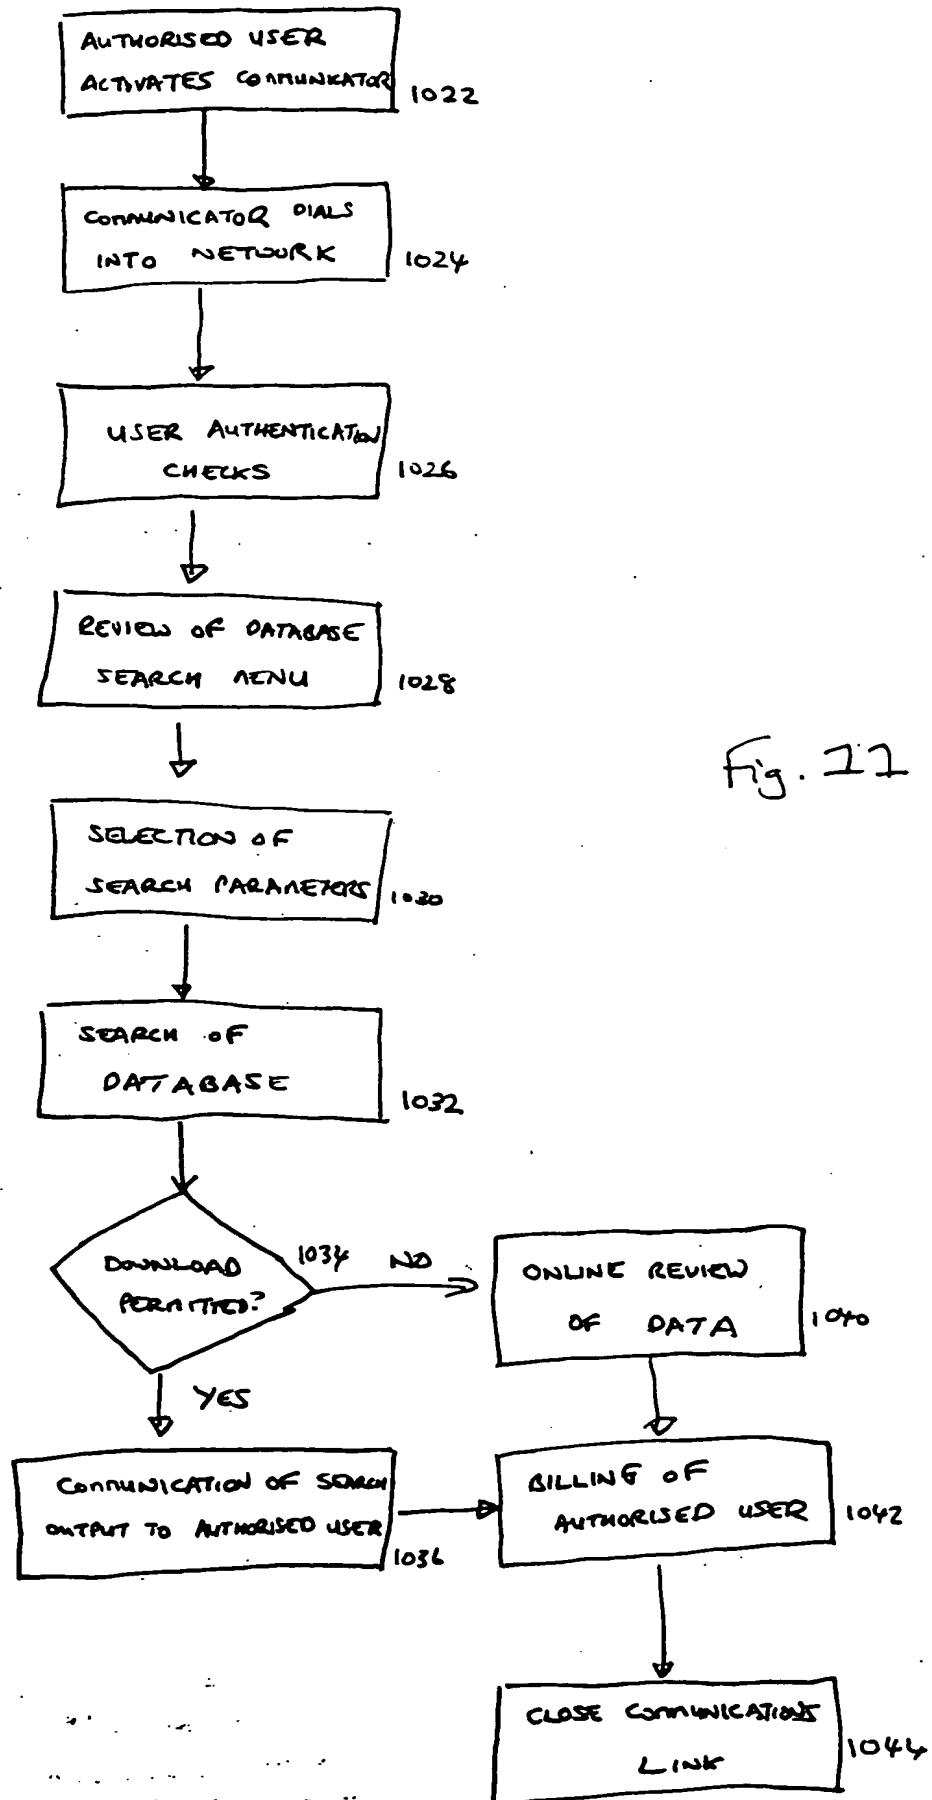 AUTHORISED USER
ACTIVATES COMMUNICATOR
1022
COMMUNICATOR DIALS
INTO NETWORK
1024
USER AUTHENTICATION
CHECKS
1026
REVIEW OF DATABASE
SEARCH MENU
1028
Fig. 11
SELECTION OF
SEARCH PARAMETERS
1030
SEARCH OF
DATABASE
1032
DOWNLOAD
PERMITTED?
1034
NO
ONLINE REVIEW
OF DATA
1040
YES
COMMUNICATION OF SEARCH
OUTPUT TO AUTHORISED USER
1036
BILLING OF
AUTHORISED USER
1042
CLOSE COMMUNICATIONS
LINK
1044